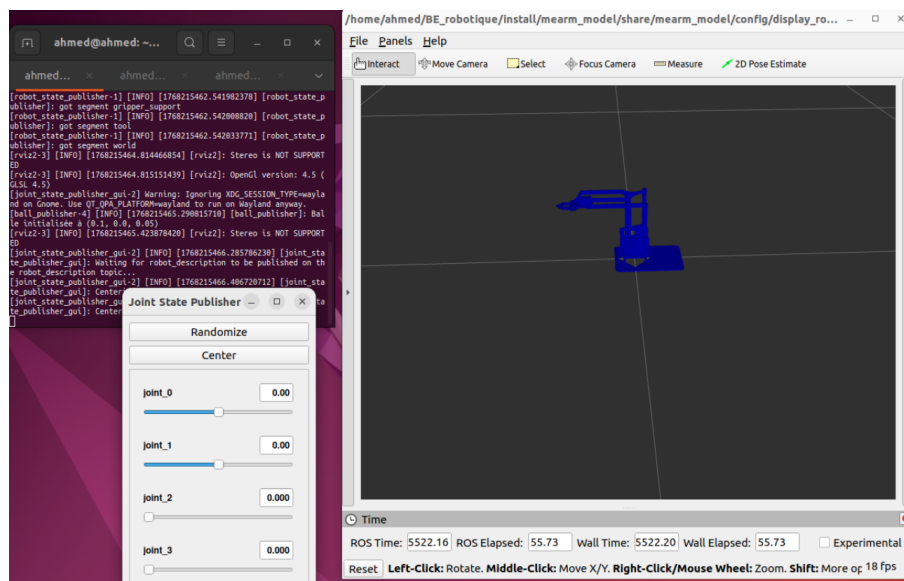 /home/ahmed/BE_robotique/install/mearm_model/share/mearm_model/config/display_ro...
ahmed@ahmed: ~...
ahmed...
ahmed...
ahmed...
[robot_state_publisher-1] [INFO] [1768215462.541982378] [robot_state_p
ublisher]: got segment gripper_support
[robot_state_publisher-1] [INFO] [1768215462.542008820] [robot_state_p
ublisher]: got segment tool
[robot_state_publisher-1] [INFO] [1768215462.542033771] [robot_state_p
ublisher]: got segment world
[rviz2-3] [INFO] [1768215464.814466854] [rviz2]: Stereo is NOT SUPPORT
ED
[rviz2-3] [INFO] [1768215464.815151439] [rviz2]: OpenGl version: 4.5 (
GLSL 4.5)
[joint_state_publisher_gui-2] Warning: Ignoring XDG_SESSION_TYPE=wayla
nd on Gnome. Use QT_QPA_PLATFORM=wayland to run on Wayland anyway.
[ball_publisher-4] [INFO] [1768215465.290815710] [ball_publisher]: Bal
le initialisée à (0.1, 0.0, 0.05)
[rviz2-3] [INFO] [1768215465.423878420] [rviz2]: Stereo is NOT SUPPORT
ED
[joint_state_publisher_gui-2] [INFO] [1768215466.285786230] [joint_sta
te_publisher_gui]: Waiting for robot_description to be published on th
e robot_description topic...
[joint_state_publisher_gui-2] [INFO] [1768215466.406720712] [joint_sta
te_publisher_gui]: Center
[joint_state_publisher_gu
te_publisher_gui]: Center
Joint State Publisher
Randomize
Center
joint_0 0.00
joint_1 0.00
joint_2 0.000
joint_3 0.000
File Panels Help
Interact Move Camera Select Focus Camera Measure 2D Pose Estimate
Time
ROS Time: 5522.16 ROS Elapsed: 55.73 Wall Time: 5522.20 Wall Elapsed: 55.73 Experimental
Reset Left-Click: Rotate. Middle-Click: Move X/Y. Right-Click/Mouse Wheel: Zoom. Shift: More op 18 fps